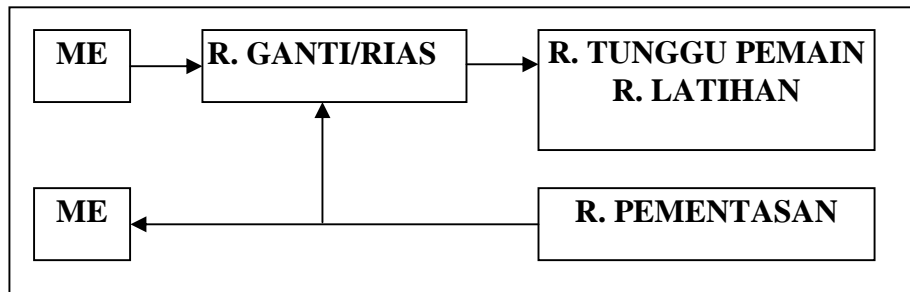 ME
R. GANTI/RIAS
R. TUNGGU PEMAIN
R. LATIHAN
ME
R. PEMENTASAN